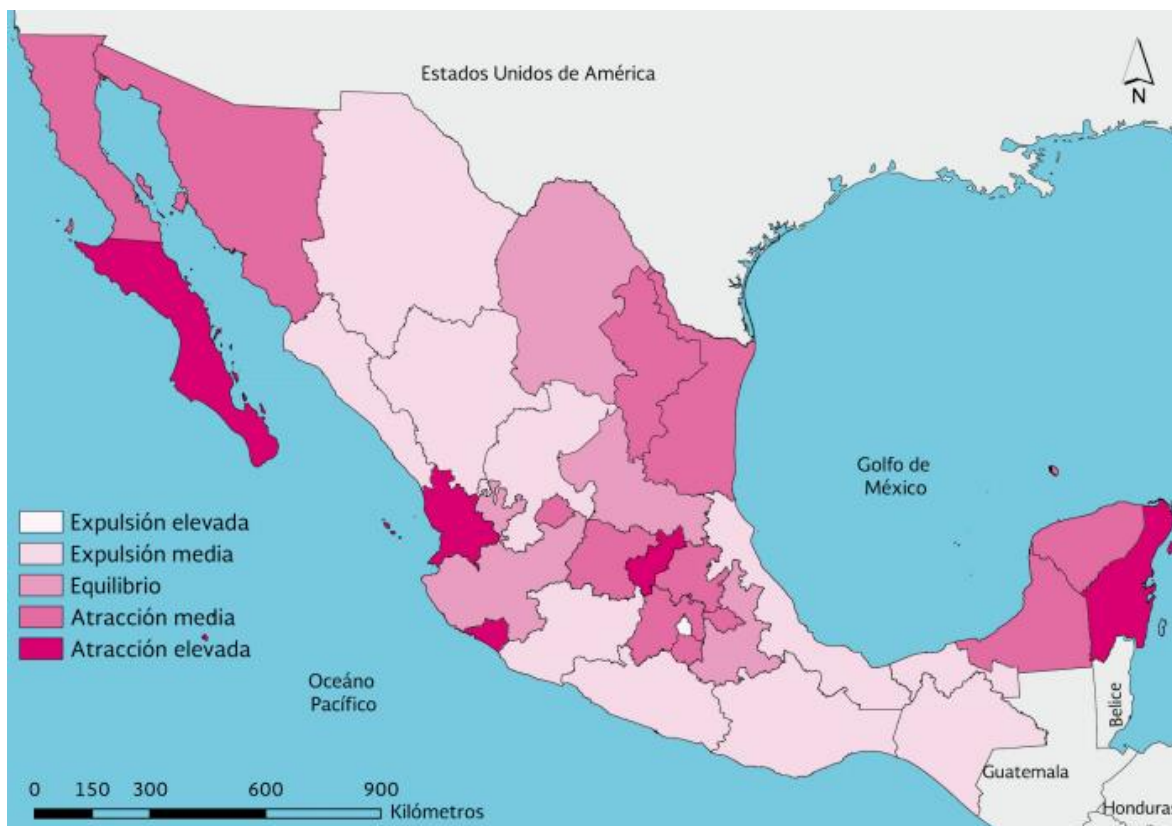 Estados Unidos de América
N
Golfo de
México
Expulsión elevada
Expulsión media
Equilibrio
Atracción media
Atracción elevada
Oceáno
Pacífico
Belice
Guatemala
Honduras
0 150 300 600 900
Kilómetros